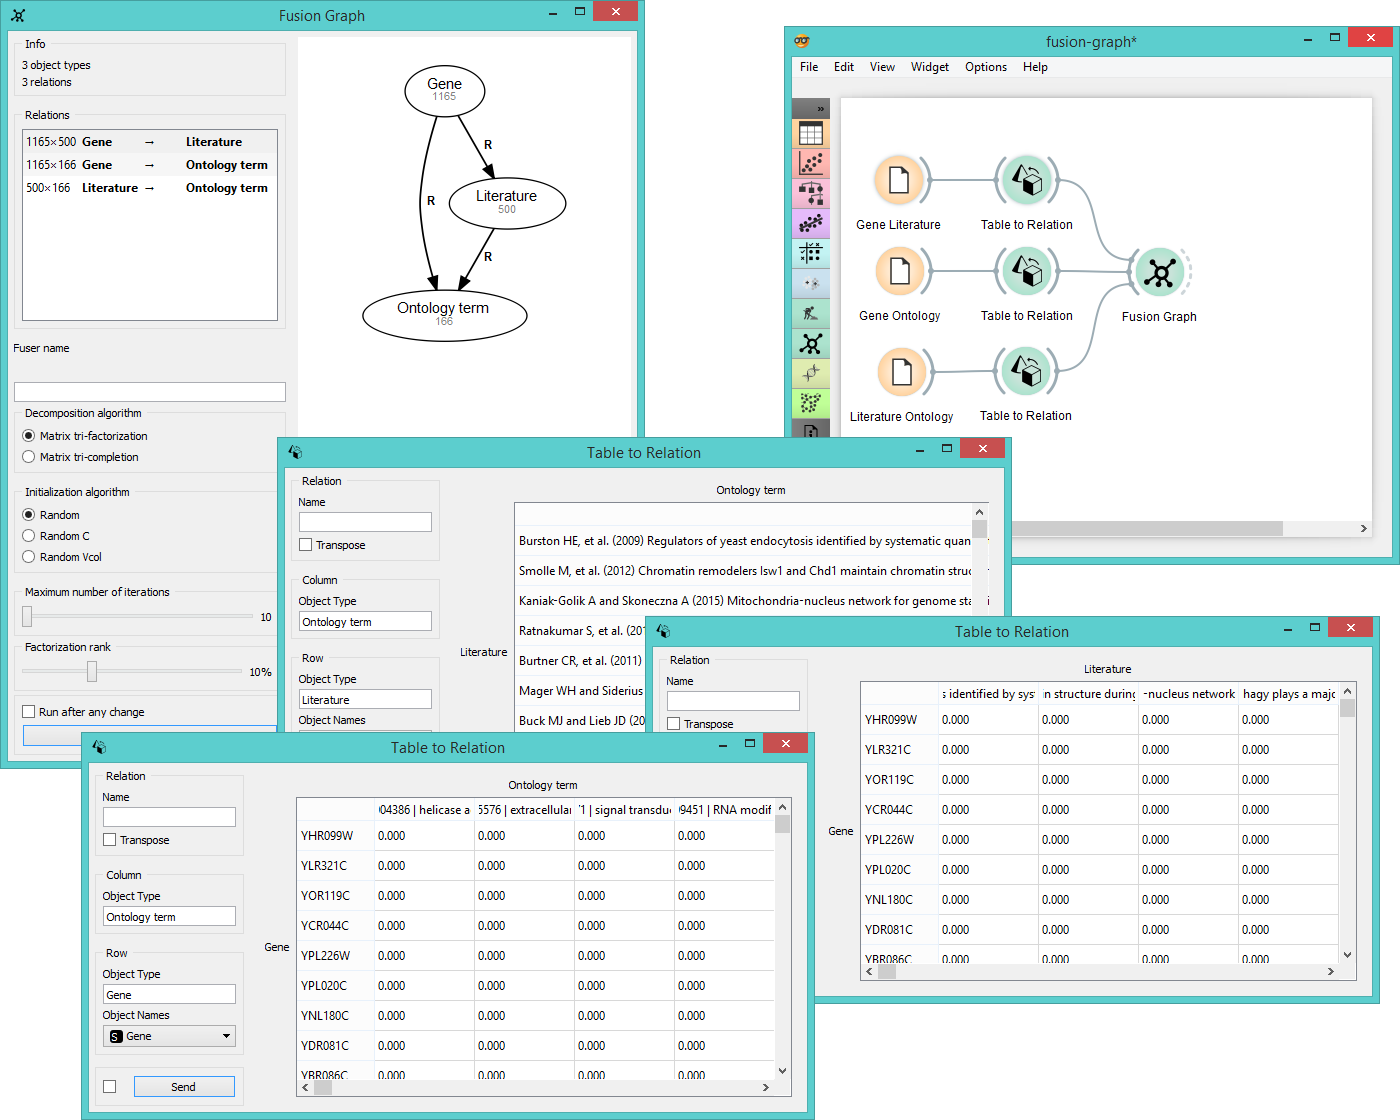 Fusion Graph
Info
3 object types
3 relations
Relations
1165×500 Gene → Literature
1165×166 Gene → Ontology term
500×166 Literature → Ontology term
Fuser name
Decomposition algorithm
Matrix tri-factorization
Matrix tri-completion
Initialization algorithm
Random
Random C
Random Vcol
Maximum number of iterations
10
Factorization rank
10%
Run after any change
Gene
1165
R
Literature
500
R
R
Ontology term
166
fusion-graph*
File Edit View Widget Options Help
»
Gene Literature
Table to Relation
Gene Ontology
Table to Relation
Fusion Graph
Literature Ontology
Table to Relation
Table to Relation
Relation
Name
Transpose
Column
Object Type
Ontology term
Row
Object Type
Literature
Object Names
Ontology term
Literature
Burston HE, et al. (2009) Regulators of yeast endocytosis identified by systematic quan
Smolle M, et al. (2012) Chromatin remodelers Isw1 and Chd1 maintain chromatin struc
Kaniak-Golik A and Skoneczna A (2015) Mitochondria-nucleus network for genome sta
Ratnakumar S, et al. (201
Burtner CR, et al. (2011)
Mager WH and Siderius
Buck MJ and Lieb JD (20
Table to Relation
Relation
Name
Transpose
Literature
Gene
s identified by sys in structure during -nucleus network hagy plays a majo
YHR099W 0.000 0.000 0.000 0.000
YLR321C 0.000 0.000 0.000 0.000
YOR119C 0.000 0.000 0.000 0.000
YCR044C 0.000 0.000 0.000 0.000
YPL226W 0.000 0.000 0.000 0.000
YPL020C 0.000 0.000 0.000 0.000
YNL180C 0.000 0.000 0.000 0.000
YDR081C 0.000 0.000 0.000 0.000
YBR086C 0.000 0.000 0.000 0.000
Table to Relation
Relation
Name
Transpose
Column
Object Type
Ontology term
Row
Object Type
Gene
Object Names
S Gene
Send
Ontology term
Gene
04386 | helicase a 5576 | extracellular 1 | signal transdu 9451 | RNA modif
YHR099W 0.000 0.000 0.000 0.000
YLR321C 0.000 0.000 0.000 0.000
YOR119C 0.000 0.000 0.000 0.000
YCR044C 0.000 0.000 0.000 0.000
YPL226W 0.000 0.000 0.000 0.000
YPL020C 0.000 0.000 0.000 0.000
YNL180C 0.000 0.000 0.000 0.000
YDR081C 0.000 0.000 0.000 0.000
YBR086C 0.000 0.000 0.000 0.000